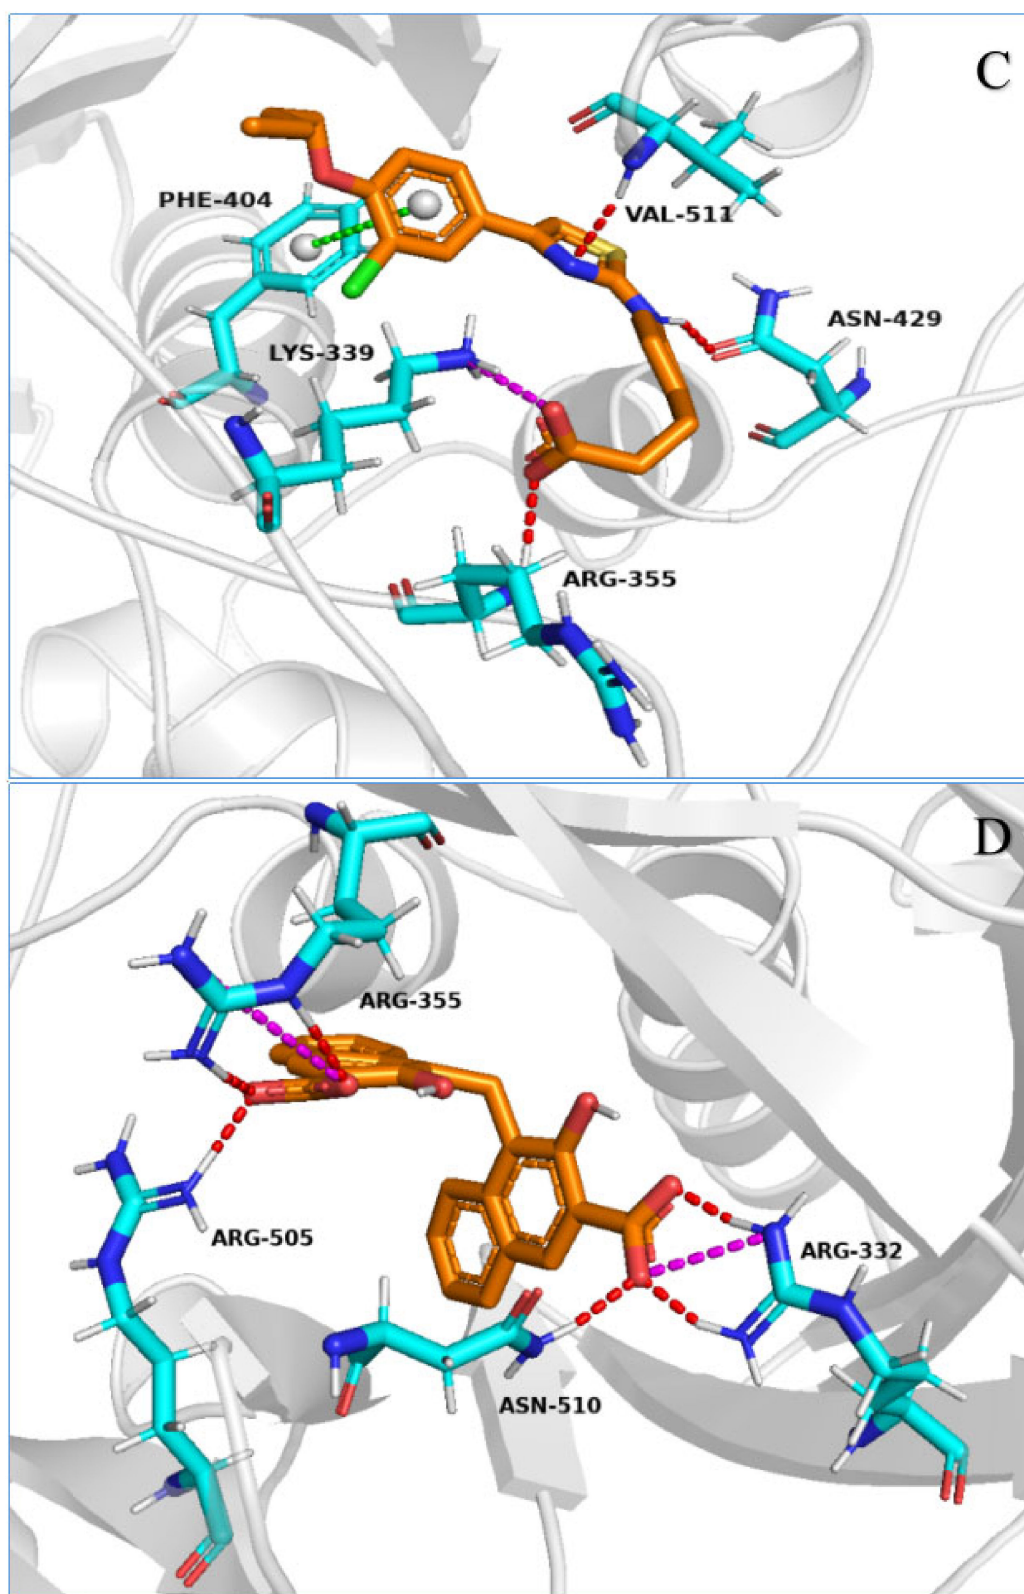 C
PHE-404
VAL-511
ASN-429
LYS-339
ARG-355
D
ARG-355
ARG-505
ARG-332
ASN-510